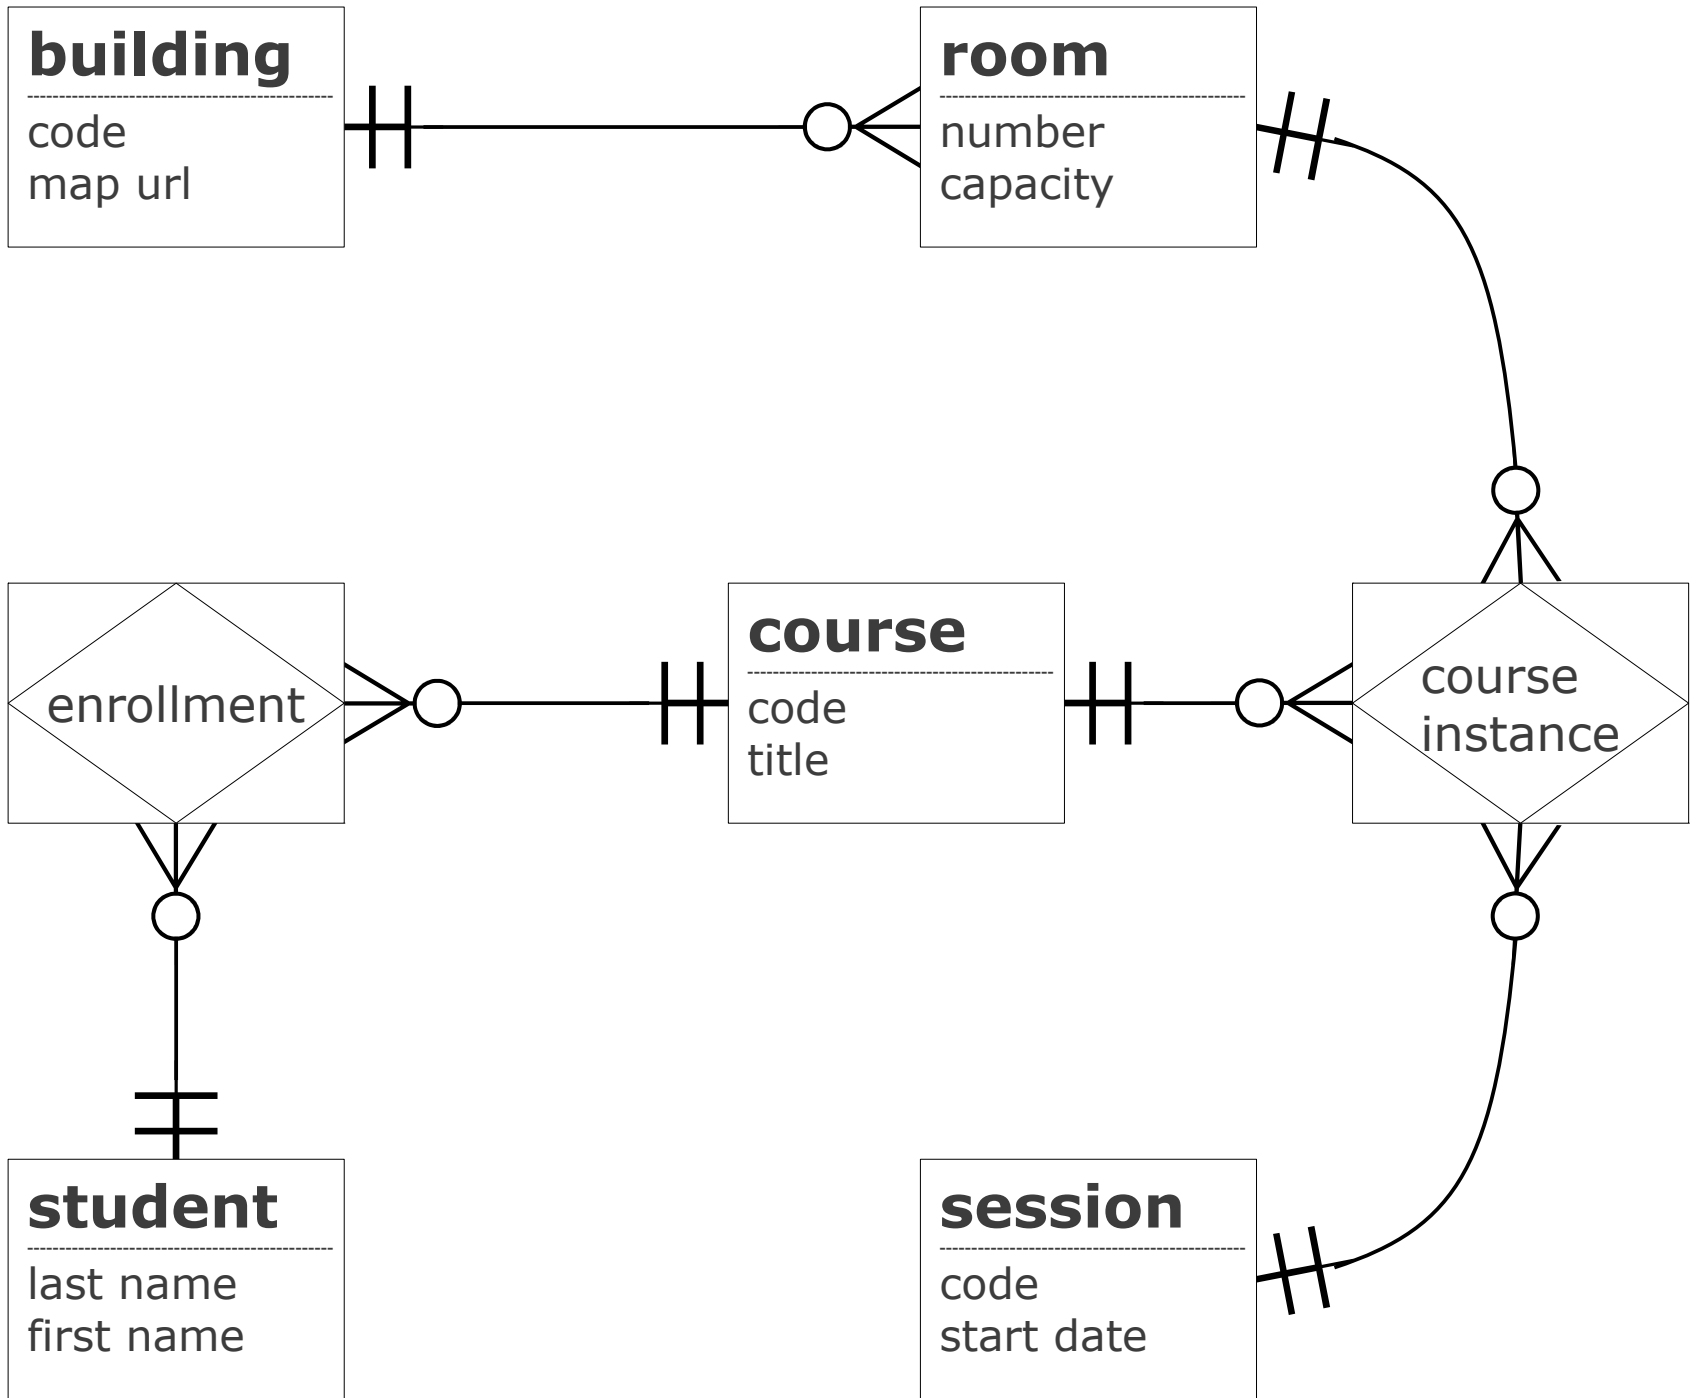 building
code
map url
room
number
capacity
enrollment
course
code
title
course
instance
student
last name
first name
session
code
start date